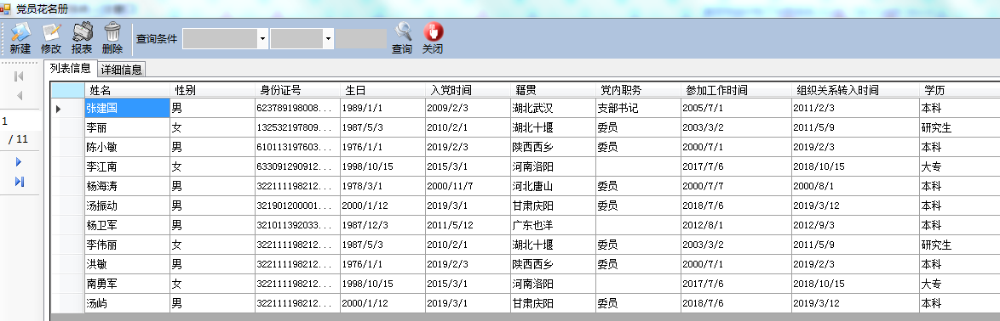 党员花名册
新建 修改 报表 删除 查询条件 查询 关闭
列表信息 详细信息
姓名 性别 身份证号 生日 入党时间 籍贯 党内职务 参加工作时间 组织关系转入时间 学历
张建国 男 623789198008... 1989/1/1 2009/2/3 湖北武汉 支部书记 2005/7/1 2011/2/3 本科
1 李丽 女 132532197809... 1987/5/3 2010/2/1 湖北十堰 委员 2003/3/2 2011/5/9 研究生
/ 11 陈小敏 男 610113197603... 1976/1/1 2019/2/3 陕西西乡 委员 2000/7/1 2019/2/3 本科
李江南 女 633091290912... 1998/10/15 2015/3/1 河南洛阳 2017/7/6 2018/10/15 大专
杨海涛 男 322111198212... 1978/3/1 2000/11/7 河北唐山 委员 2000/7/7 2000/8/1 本科
汤振动 男 321901200001... 2000/1/12 2019/3/1 甘肃庆阳 委员 2018/7/6 2019/3/12 本科
杨卫军 男 321011392033... 1987/12/3 2011/5/12 广东也洋 2012/8/1 2012/9/3 本科
李伟丽 女 322111198212... 1987/5/3 2010/2/1 湖北十堰 委员 2003/3/2 2011/5/9 研究生
洪敏 男 322111198212... 1976/1/1 2019/2/3 陕西西乡 委员 2000/7/1 2019/2/3 本科
南勇军 女 322111198212... 1998/10/15 2015/3/1 河南洛阳 2017/7/6 2018/10/15 大专
汤屿 男 322111198212... 2000/1/12 2019/3/1 甘肃庆阳 委员 2018/7/6 2019/3/12 本科